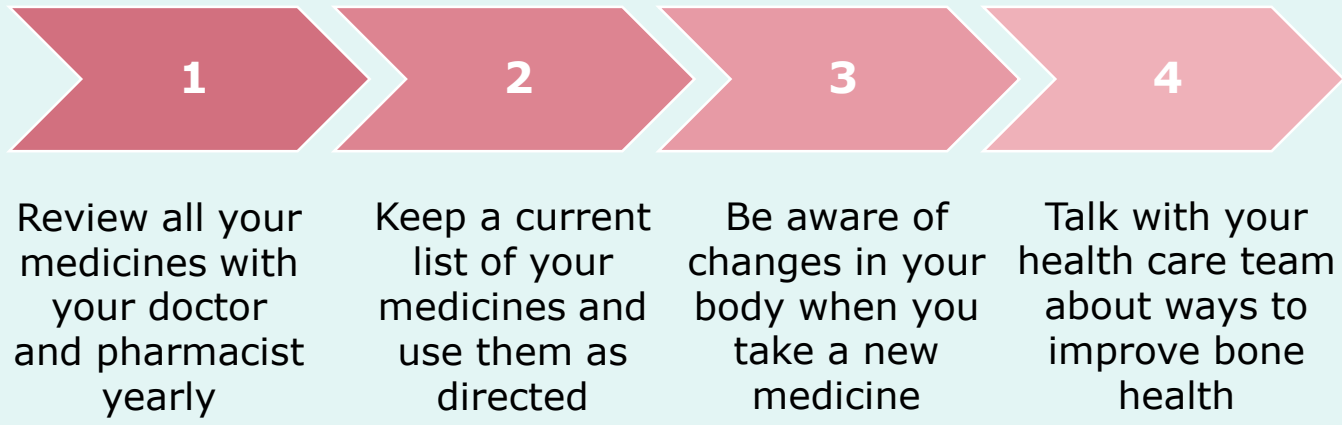 1
Review all your
medicines with
your doctor
and pharmacist
yearly
2
Keep a current
list of your
medicines and
use them as
directed
3
Be aware of
changes in your
body when you
take a new
medicine
4
Talk with your
health care team
about ways to
improve bone
health